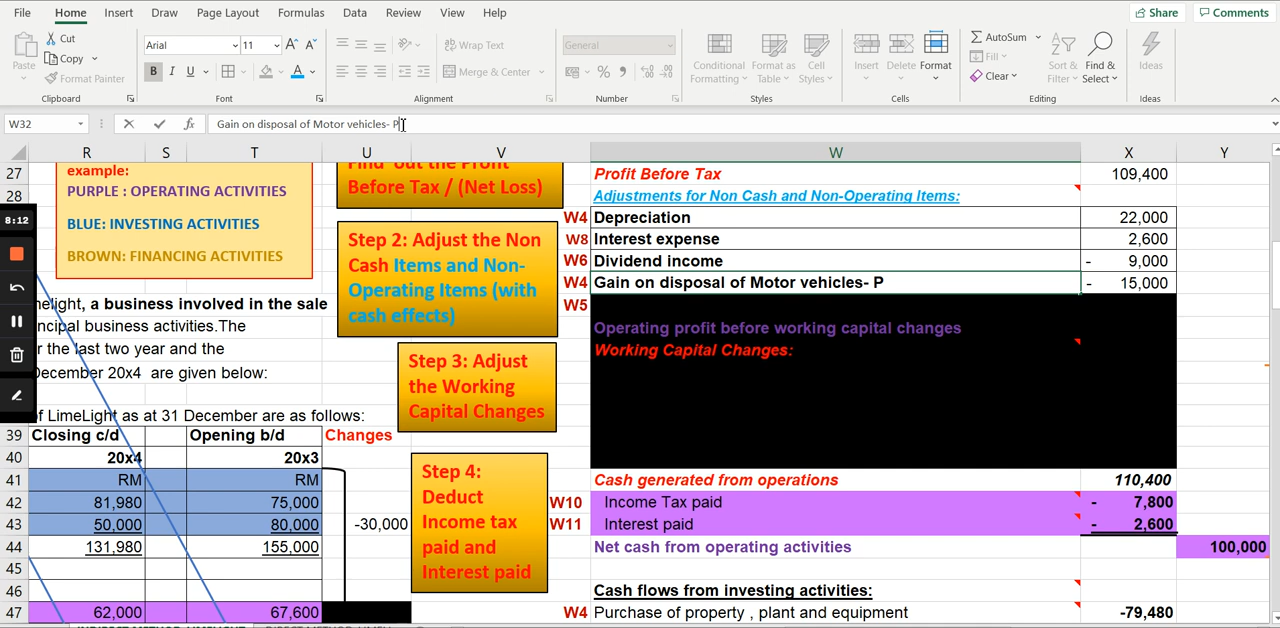 File Home Insert Draw Page Layout Formulas Data Review View Help Share Comments
Paste Cut Copy Format Painter Clipboard
Arial 11 A A B I U A Font
Wrap Text Merge & Center Alignment
General % Number
Conditional Formatting Format as Table Cell Styles Styles
Insert Delete Format Cells
AutoSum Fill Clear Sort & Filter Find & Select Editing
Ideas Ideas
W32 fx Gain on disposal of Motor vehicles- P
R S T U V W X Y
27 Profit Before Tax 109,400
28 Adjustments for Non Cash and Non-Operating Items:
W4 Depreciation 22,000
W8 Interest expense 2,600
W6 Dividend income - 9,000
W4 Gain on disposal of Motor vehicles- P - 15,000
W5
Operating profit before working capital changes
Working Capital Changes:
Cash generated from operations 110,400
W10 Income Tax paid - 7,800
W11 Interest paid - 2,600
Net cash from operating activities 100,000
Cash flows from investing activities:
W4 Purchase of property , plant and equipment -79,480
example:
PURPLE : OPERATING ACTIVITIES
BLUE: INVESTING ACTIVITIES
BROWN: FINANCING ACTIVITIES
8:12
Find out the Profit
Before Tax / (Net Loss)
Step 2: Adjust the Non
Cash Items and Non-
Operating Items (with
cash effects)
Step 3: Adjust
the Working
Capital Changes
Step 4:
Deduct
Income tax
paid and
Interest paid
melight, a business involved in the sale
ncipal business activities.The
r the last two year and the
December 20x4 are given below:
of LimeLight as at 31 December are as follows:
39 Closing c/d Opening b/d Changes
40 20x4 20x3
41 RM RM
42 81,980 75,000
43 50,000 80,000 -30,000
44 131,980 155,000
45
46
47 62,000 67,600